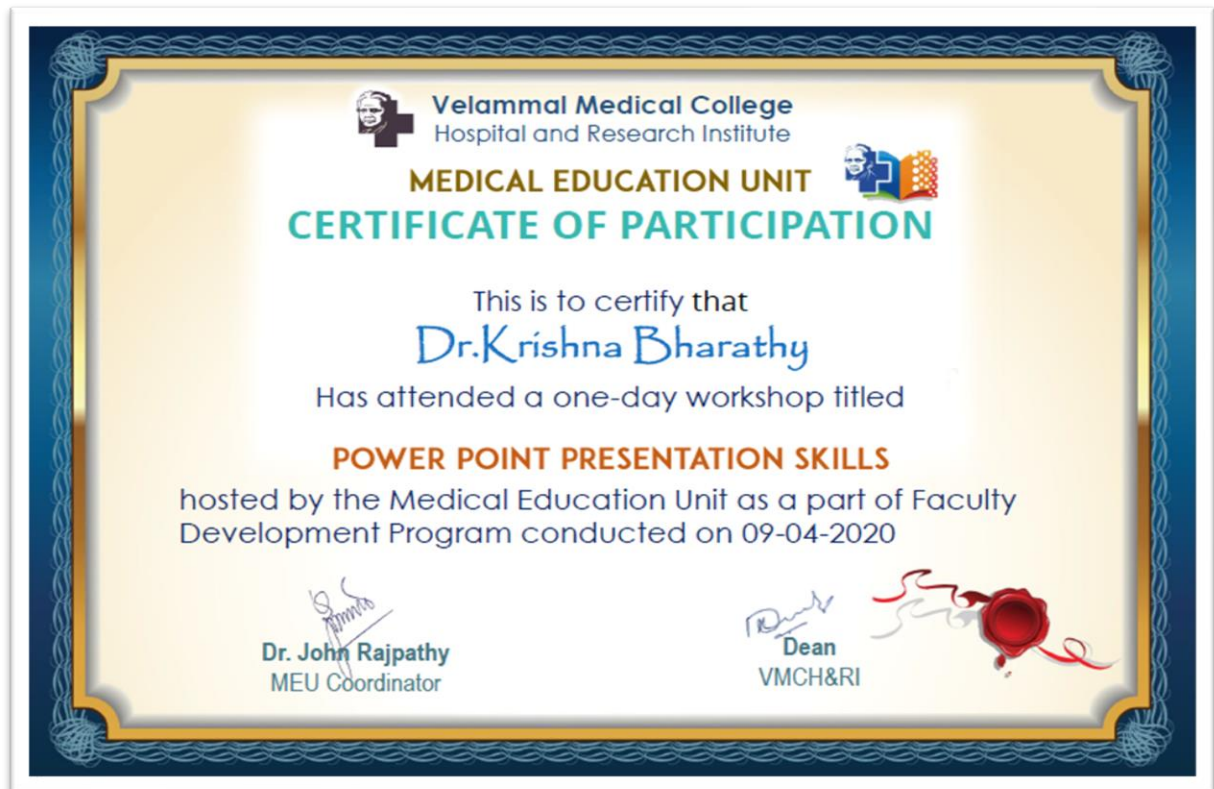 Velammal Medical College
Hospital and Research Institute
MEDICAL EDUCATION UNIT
CERTIFICATE OF PARTICIPATION
This is to certify that
Dr.Krishna Bharathy
Has attended a one-day workshop titled
POWER POINT PRESENTATION SKILLS
hosted by the Medical Education Unit as a part of Faculty
Development Program conducted on 09-04-2020
Dr. John Rajpathy
MEU Coordinator
Dean
VMCH&RI